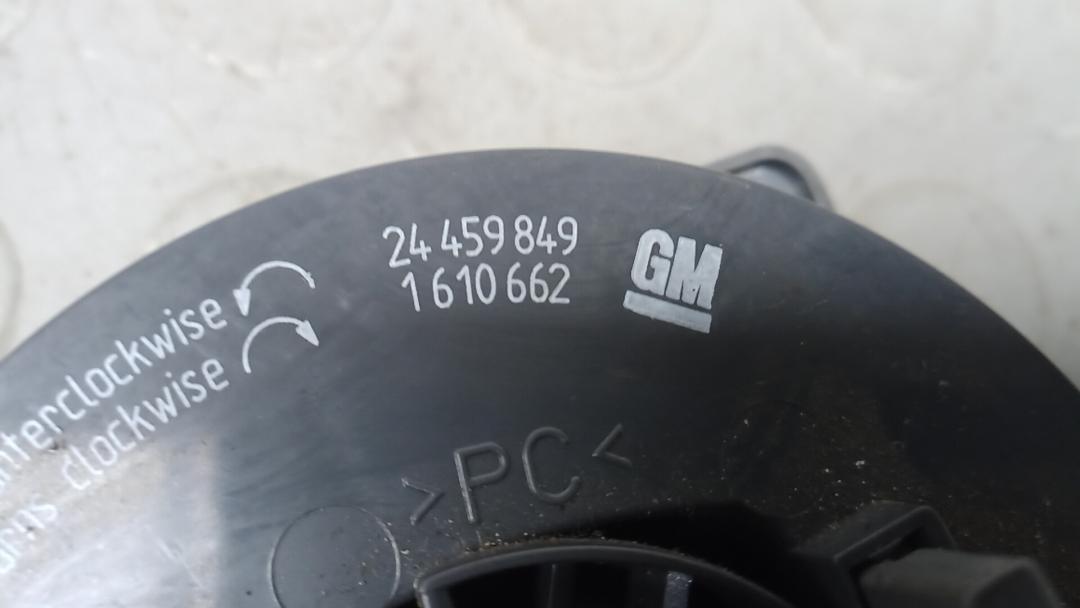 24 459 849
1 610 662
GM
clockwise
>PC<